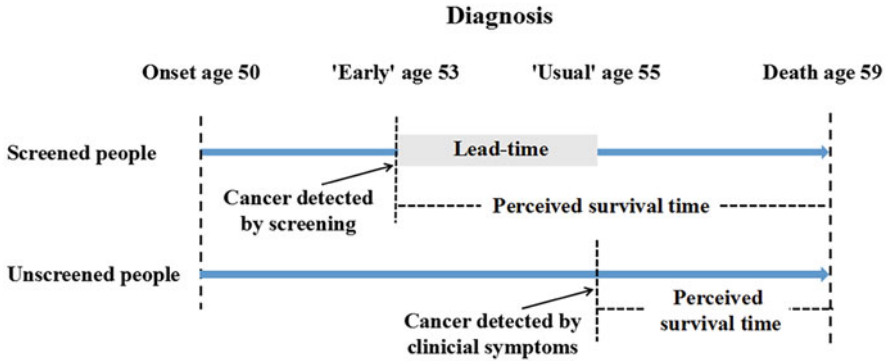 Diagnosis
Onset age 50 'Early' age 53 'Usual' age 55 Death age 59
Screened people
Lead-time
Cancer detected
by screening
Perceived survival time
Unscreened people
Cancer detected by
clinicial symptoms
Perceived
survival time